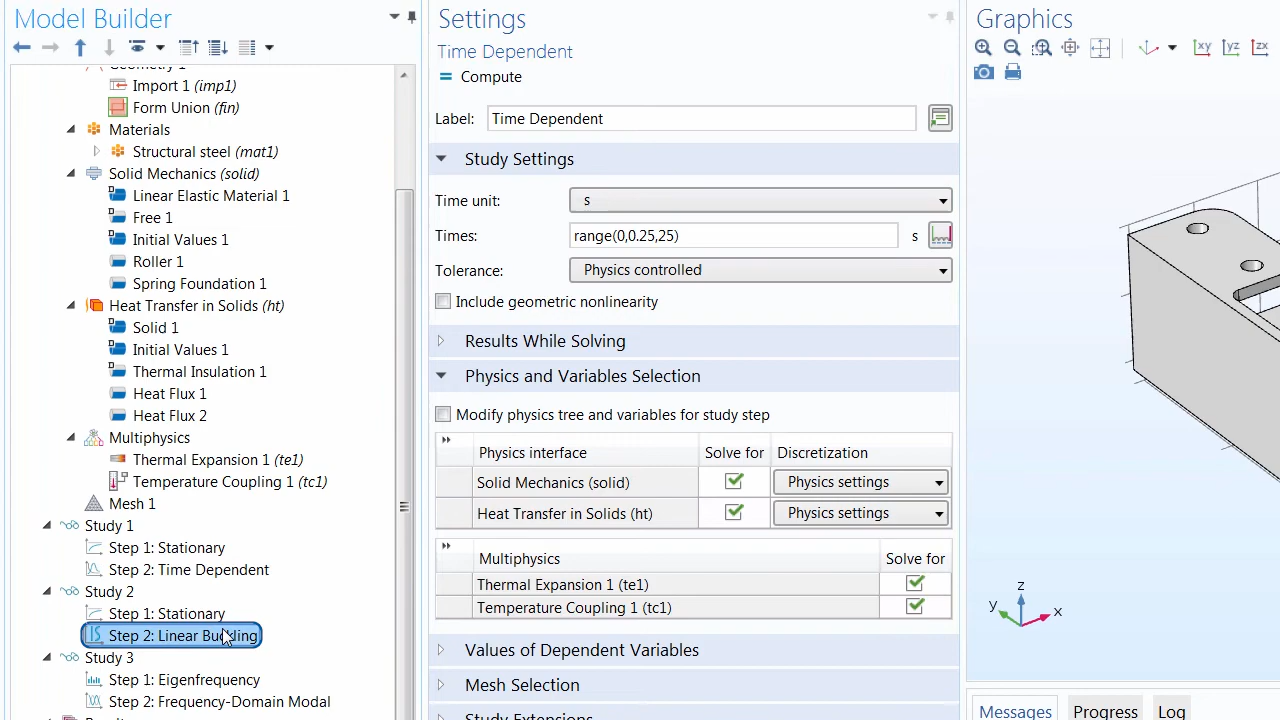 Model Builder
Geometry 1
Import 1 (imp1)
Form Union (fin)
Materials
Structural steel (mat1)
Solid Mechanics (solid)
Linear Elastic Material 1
Free 1
Initial Values 1
Roller 1
Spring Foundation 1
Heat Transfer in Solids (ht)
Solid 1
Initial Values 1
Thermal Insulation 1
Heat Flux 1
Heat Flux 2
Multiphysics
Thermal Expansion 1 (te1)
Temperature Coupling 1 (tc1)
Mesh 1
Study 1
Step 1: Stationary
Step 2: Time Dependent
Study 2
Step 1: Stationary
Step 2: Linear Buckling
Study 3
Step 1: Eigenfrequency
Step 2: Frequency-Domain Modal
Settings
Time Dependent
= Compute
Label: Time Dependent
Study Settings
Time unit: s
Times: range(0,0.25,25) s
Tolerance: Physics controlled
Include geometric nonlinearity
Results While Solving
Physics and Variables Selection
Modify physics tree and variables for study step
Physics interface Solve for Discretization
Solid Mechanics (solid) Physics settings
Heat Transfer in Solids (ht) Physics settings
Multiphysics Solve for
Thermal Expansion 1 (te1)
Temperature Coupling 1 (tc1)
Values of Dependent Variables
Mesh Selection
Study Extensions
Graphics
xy yz zx
z
y x
Messages Progress Log